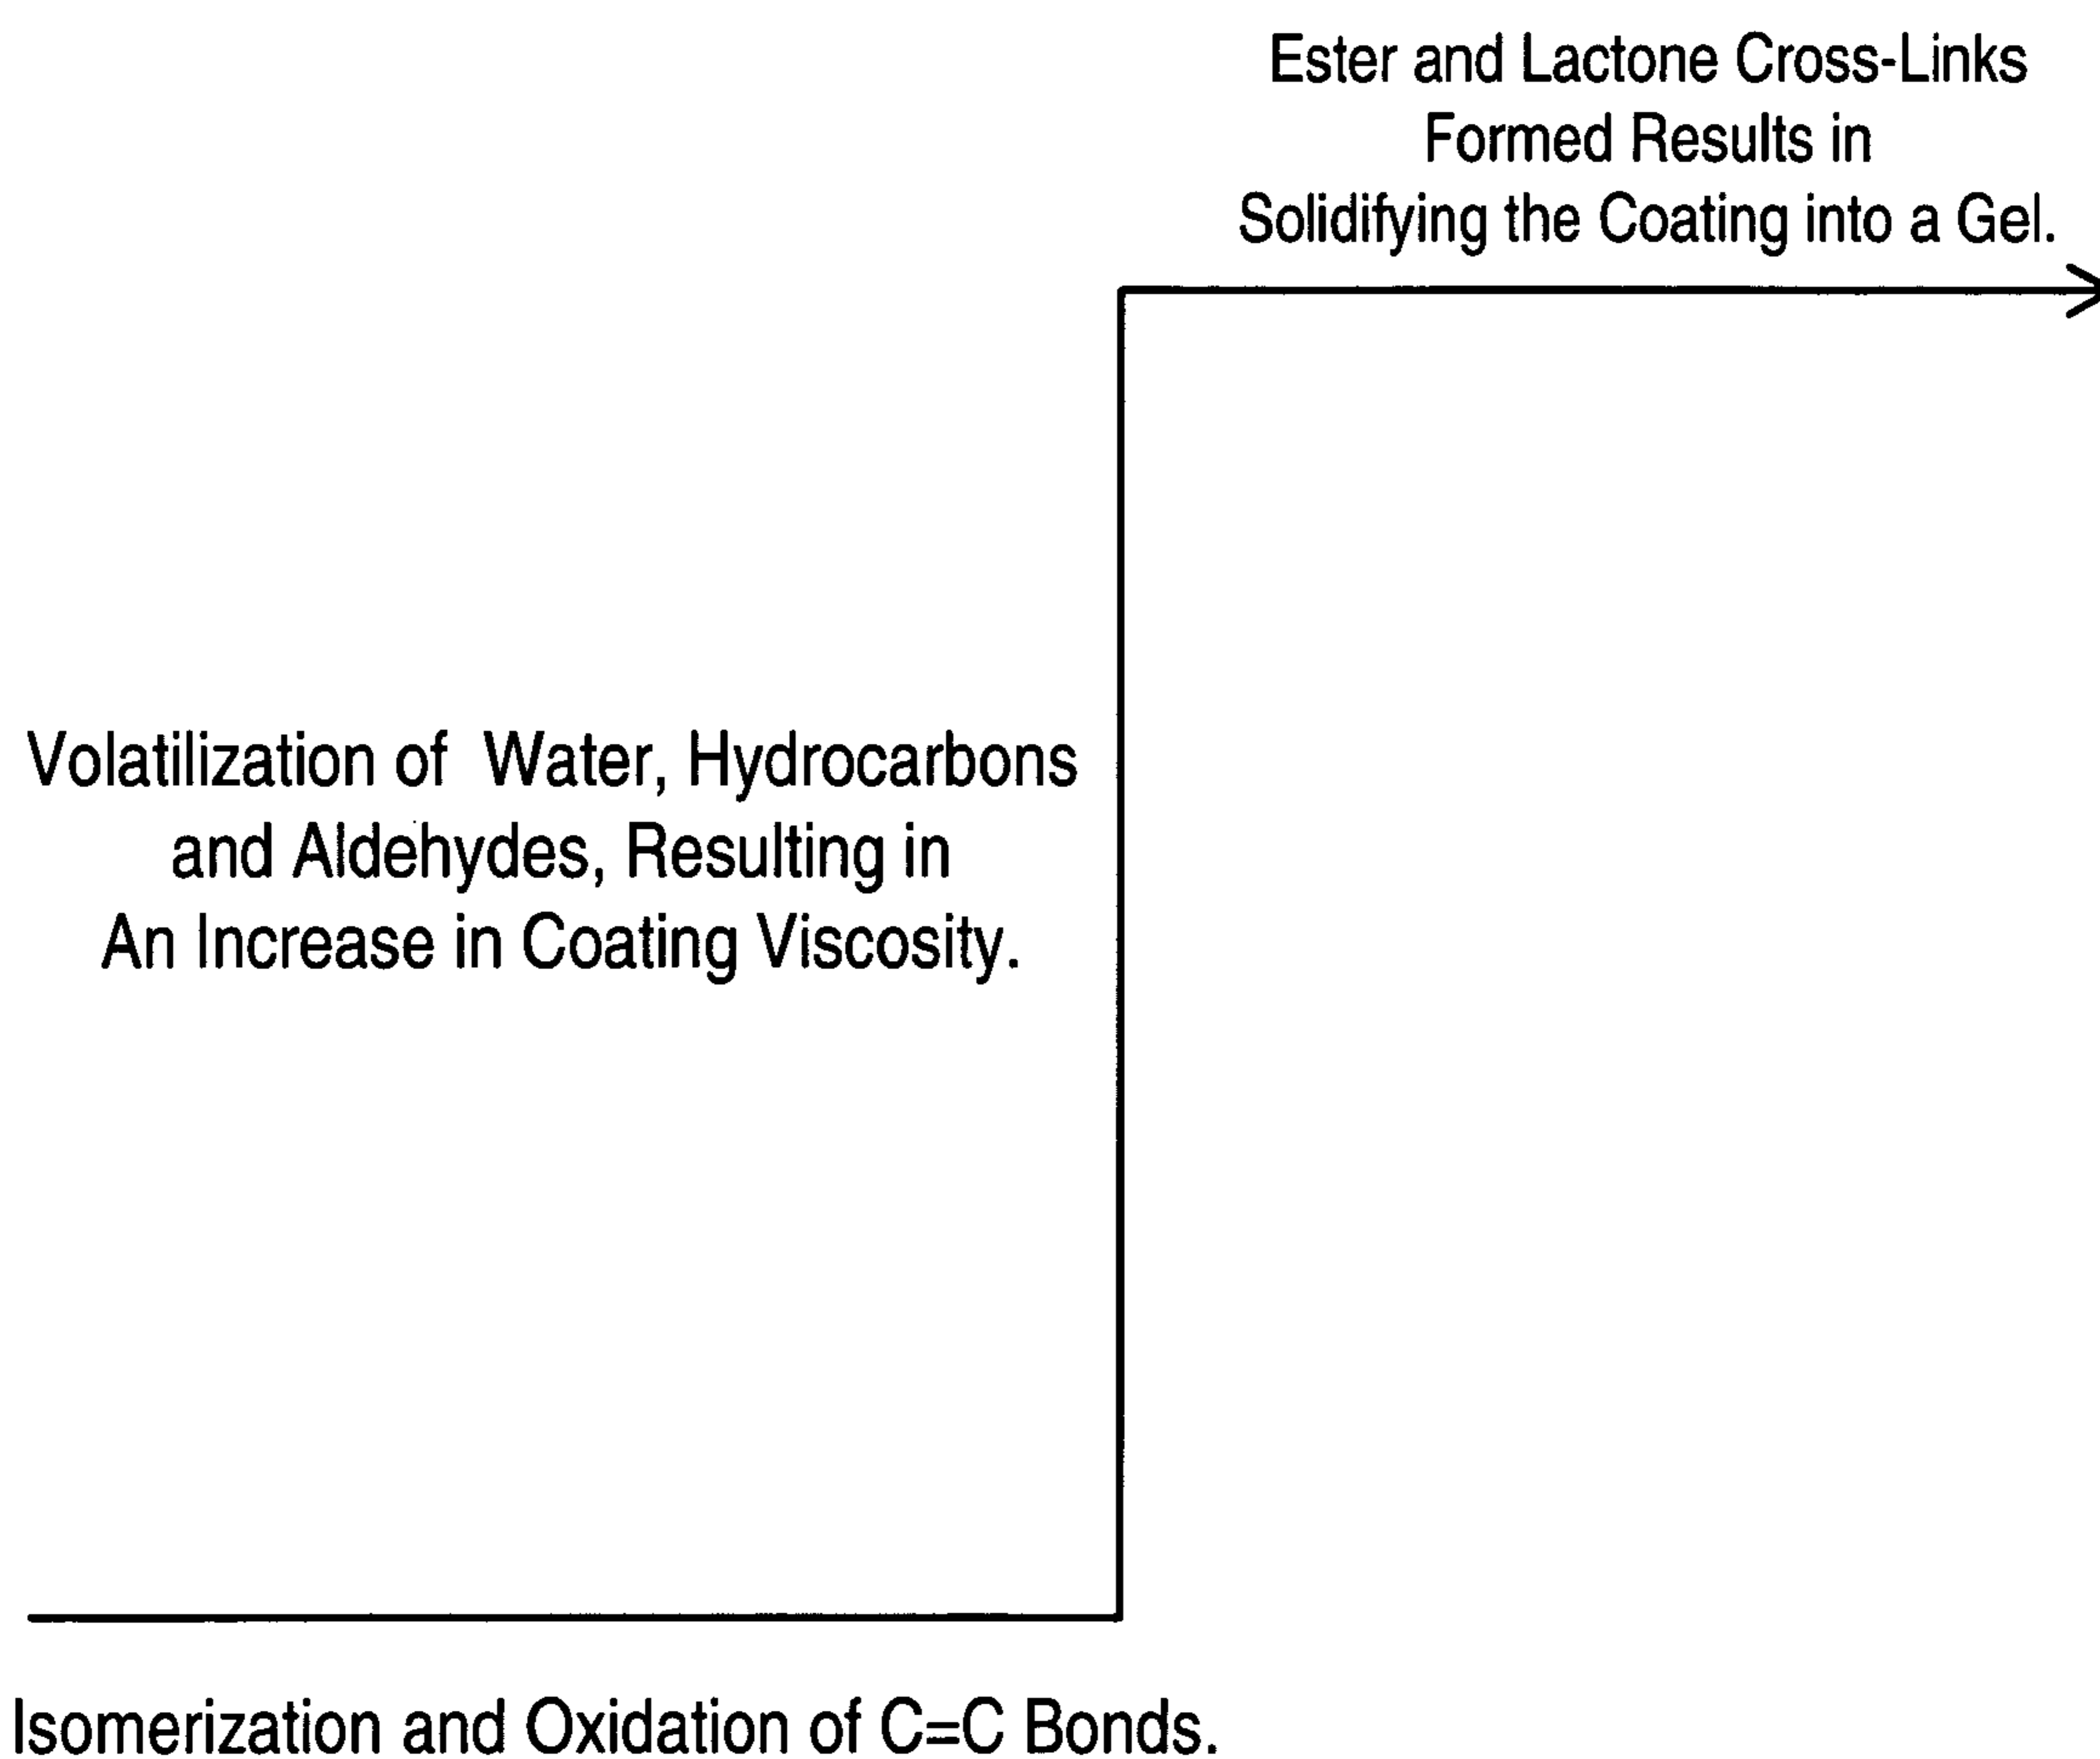 Ester and Lactone Cross-Links
Formed Results in
Solidifying the Coating into a Gel.
Volatilization of Water, Hydrocarbons
and Aldehydes, Resulting in
An Increase in Coating Viscosity.
Isomerization and Oxidation of C=C Bonds.